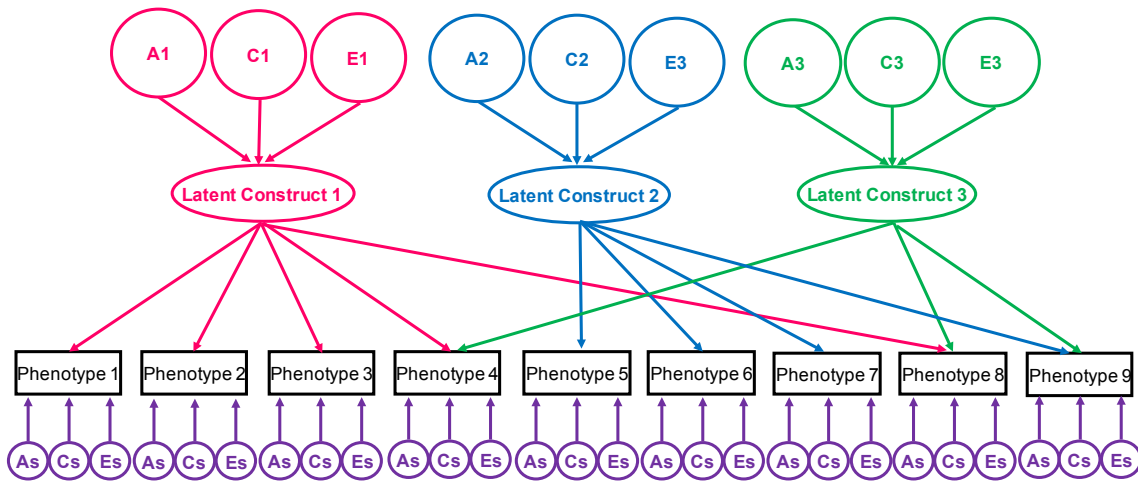 A1 C1 E1 A2 C2 E3 A3 C3 E3
Latent Construct 1 Latent Construct 2 Latent Construct 3
Phenotype 1 Phenotype 2 Phenotype 3 Phenotype 4 Phenotype 5 Phenotype 6 Phenotype 7 Phenotype 8 Phenotype 9
As Cs Es As Cs Es As Cs Es As Cs Es As Cs Es As Cs Es As Cs Es As Cs Es As Cs Es